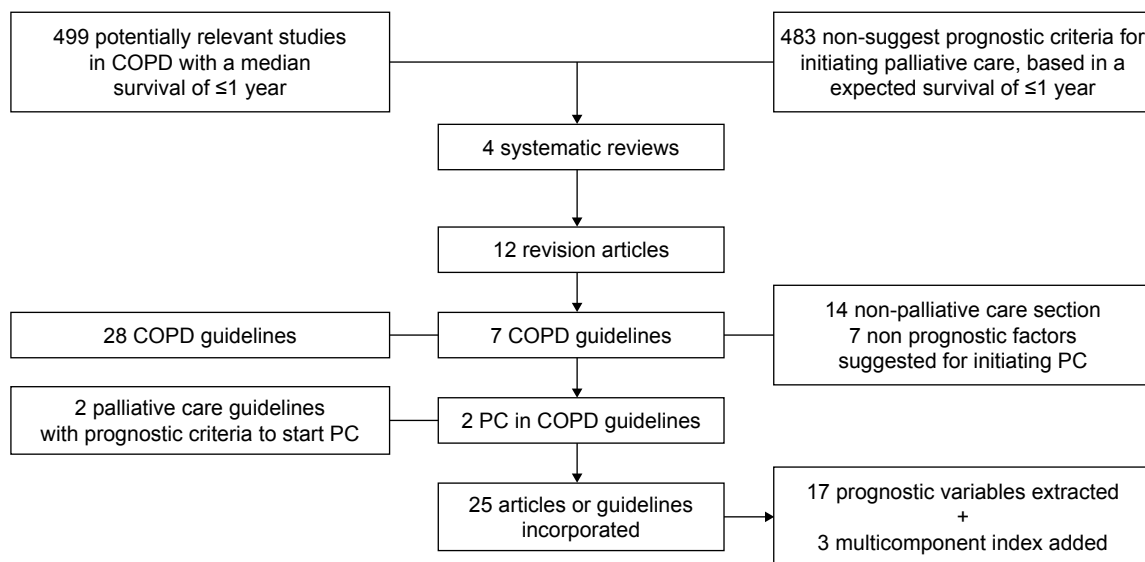 499 potentially relevant studies
in COPD with a median
survival of ≤1 year
483 non-suggest prognostic criteria for
initiating palliative care, based in a
expected survival of ≤1 year
4 systematic reviews
12 revision articles
28 COPD guidelines
7 COPD guidelines
14 non-palliative care section
7 non prognostic factors
suggested for initiating PC
2 palliative care guidelines
with prognostic criteria to start PC
2 PC in COPD guidelines
25 articles or guidelines
incorporated
17 prognostic variables extracted
+
3 multicomponent index added